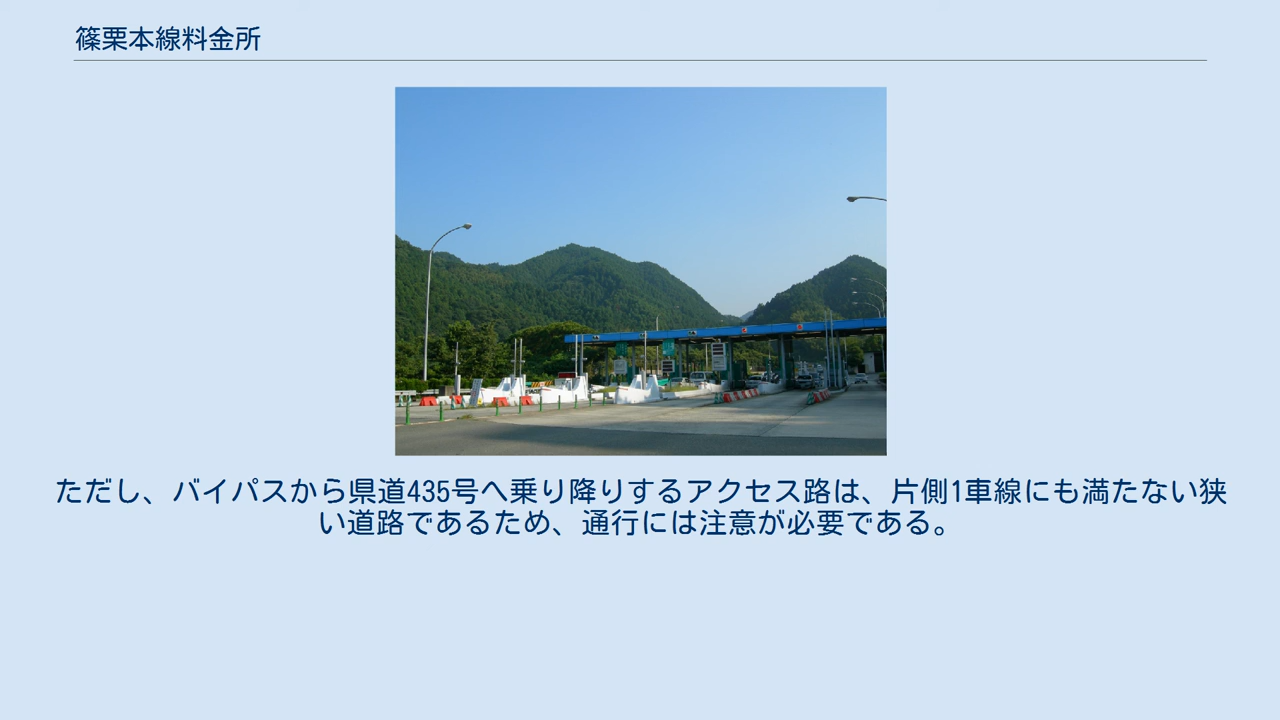 篠栗本線料金所
ただし、バイパスから県道435号へ乗り降りするアクセス路は、片側1車線にも満たない狭
い道路であるため、通行には注意が必要である。